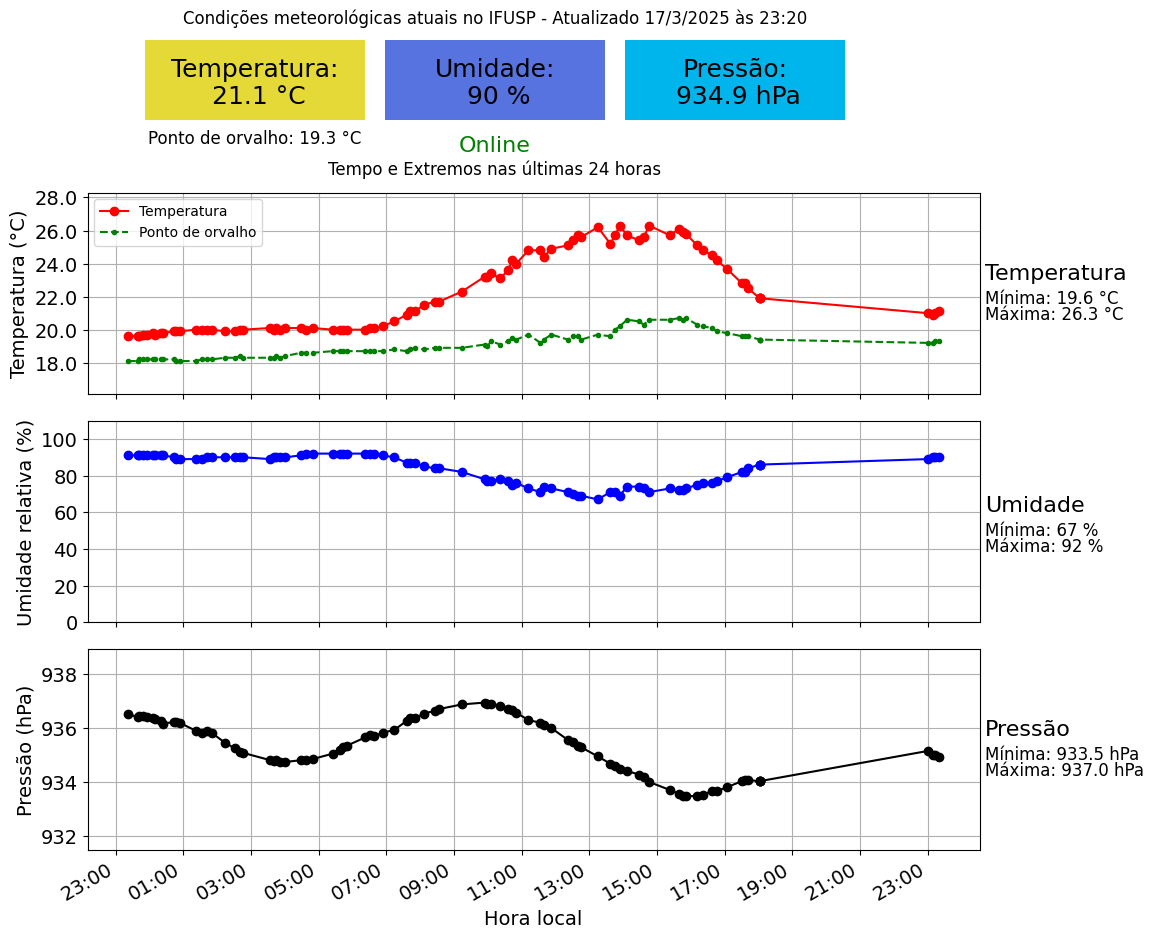 Condições meteorológicas atuais no IFUSP - Atualizado 17/3/2025 às 23:20
Temperatura:
21.1 °C
Umidade:
90 %
Pressão:
934.9 hPa
Ponto de orvalho: 19.3 °C
Online
Tempo e Extremos nas últimas 24 horas
Temperatura (°C)
28.0
26.0
24.0
22.0
20.0
18.0
Temperatura
Ponto de orvalho
Temperatura
Mínima: 19.6 °C
Máxima: 26.3 °C
Umidade relativa (%)
100
80
60
40
20
0
Umidade
Mínima: 67 %
Máxima: 92 %
Pressão (hPa)
938
936
934
932
Pressão
Mínima: 933.5 hPa
Máxima: 937.0 hPa
23:00
01:00
03:00
05:00
07:00
09:00
11:00
13:00
15:00
17:00
19:00
21:00
23:00
Hora local